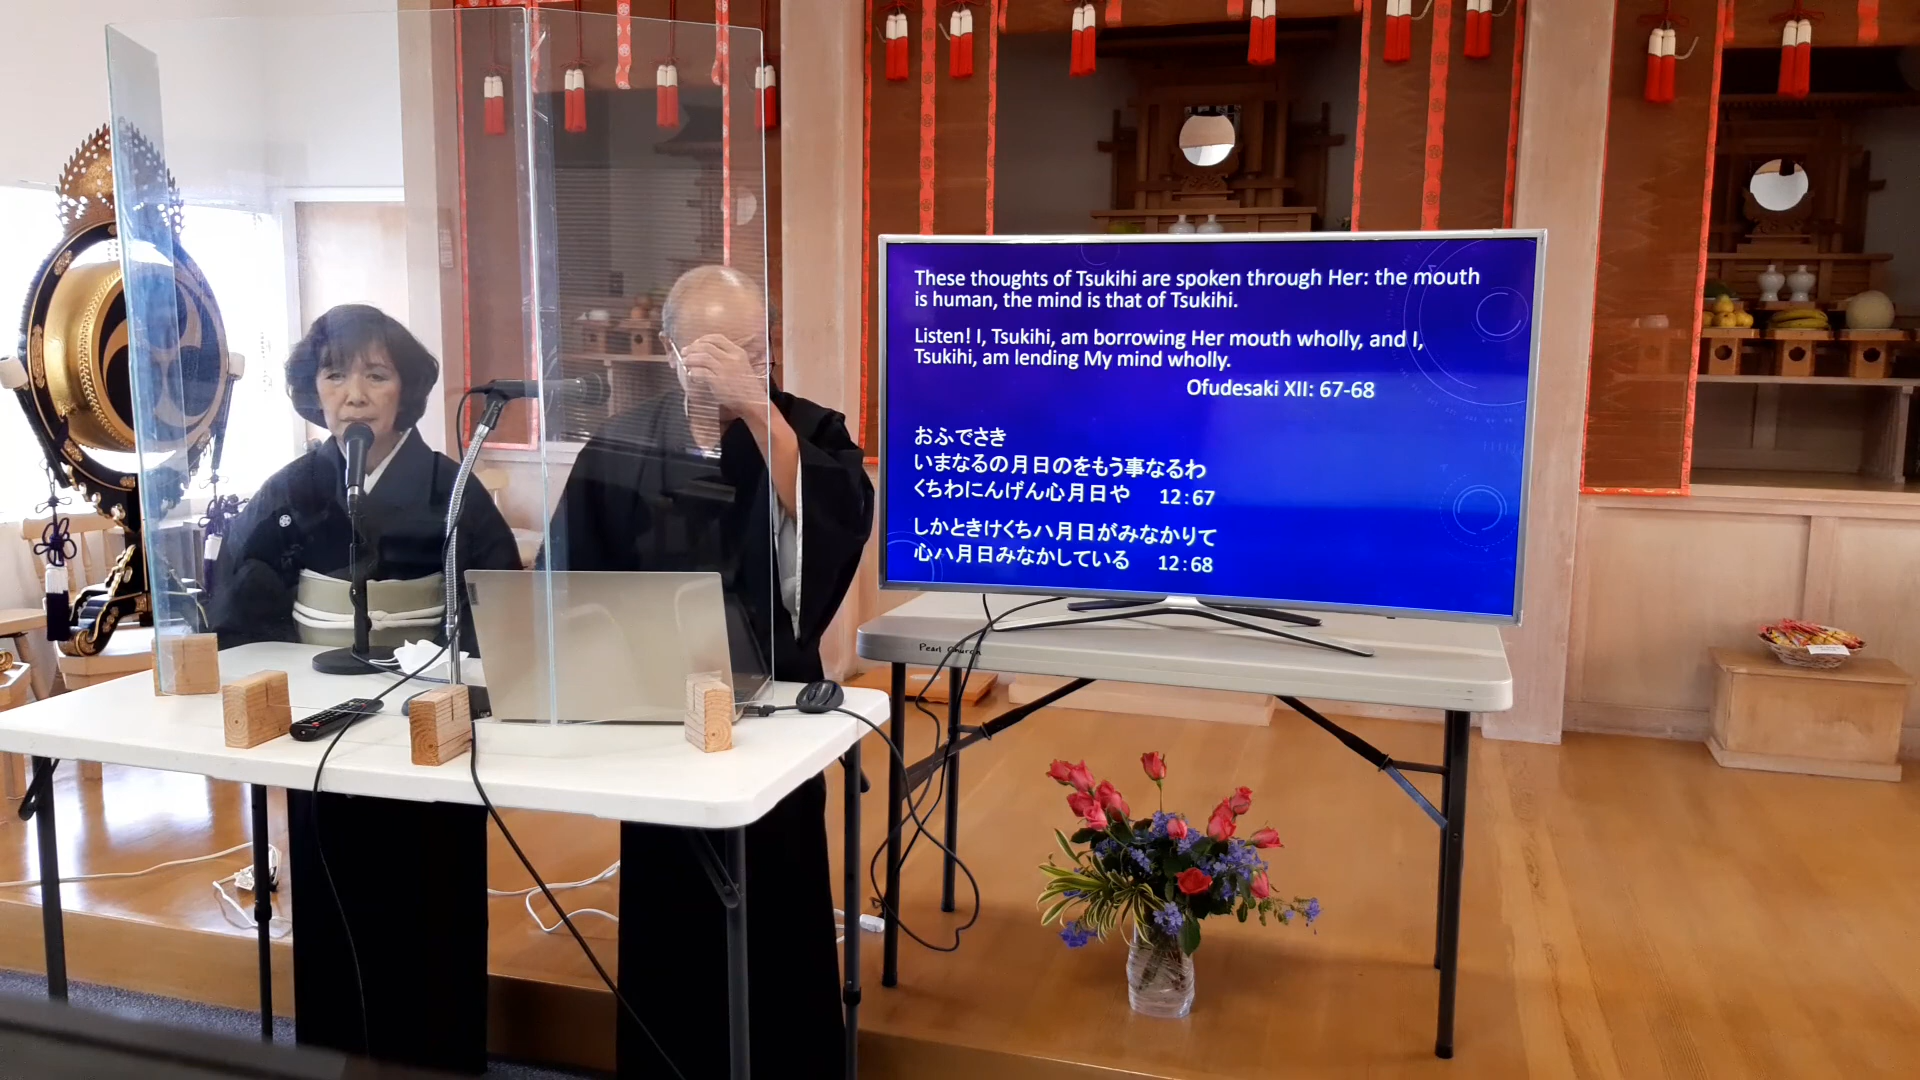 These thoughts of Tsukihi are spoken through Her: the mouth
is human, the mind is that of Tsukihi.
Listen! I, Tsukihi, am borrowing Her mouth wholly, and I,
Tsukihi, am lending My mind wholly.
Ofudesaki XII: 67-68
おふでさき
いまなるの月日のをもう事なるわ
くちわにんげん心月日や 12:67
しかときけくちハ月日がみなかりて
心ハ月日みなかしている 12:68
Pearl Church